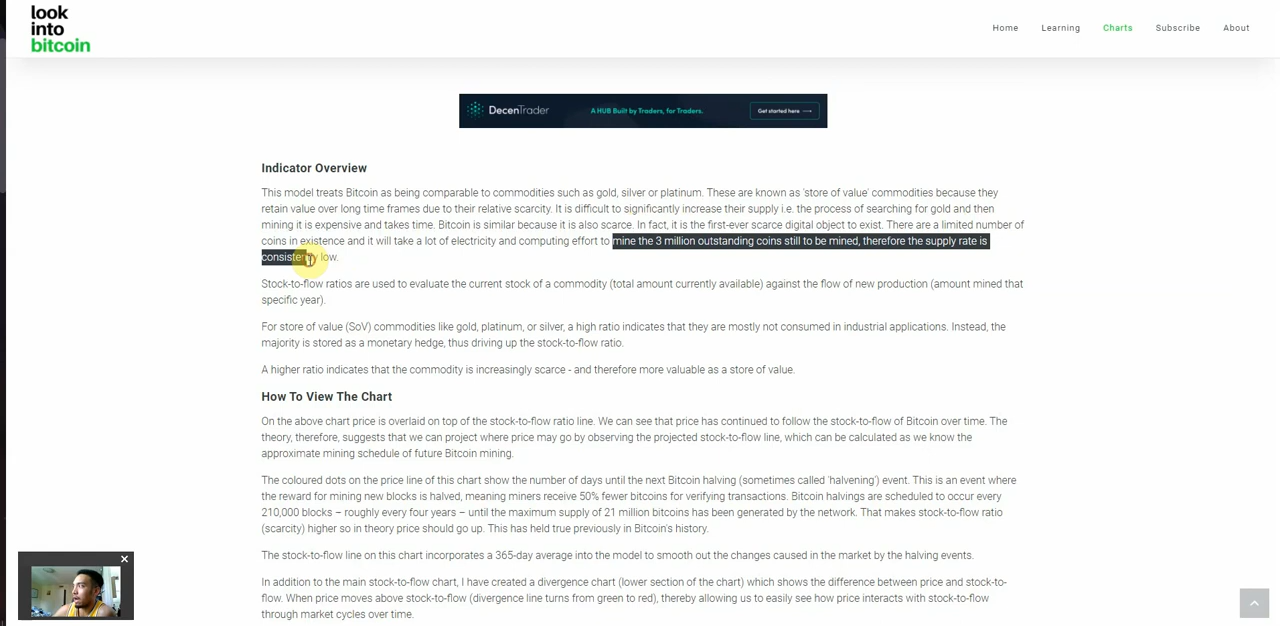 look
into
bitcoin
Home Learning Charts Subscribe About
DecenTrader A HUB Built by Traders, for Traders. Get started here
Indicator Overview
This model treats Bitcoin as being comparable to commodities such as gold, silver or platinum. These are known as 'store of value' commodities because they
retain value over long time frames due to their relative scarcity. It is difficult to significantly increase their supply i.e. the process of searching for gold and then
mining it is expensive and takes time. Bitcoin is similar because it is also scarce. In fact, it is the first-ever scarce digital object to exist. There are a limited number of
coins in existence and it will take a lot of electricity and computing effort to mine the 3 million outstanding coins still to be mined, therefore the supply rate is
consistently low.
Stock-to-flow ratios are used to evaluate the current stock of a commodity (total amount currently available) against the flow of new production (amount mined that
specific year).
For store of value (SoV) commodities like gold, platinum, or silver, a high ratio indicates that they are mostly not consumed in industrial applications. Instead, the
majority is stored as a monetary hedge, thus driving up the stock-to-flow ratio.
A higher ratio indicates that the commodity is increasingly scarce - and therefore more valuable as a store of value.
How To View The Chart
On the above chart price is overlaid on top of the stock-to-flow ratio line. We can see that price has continued to follow the stock-to-flow of Bitcoin over time. The
theory, therefore, suggests that we can project where price may go by observing the projected stock-to-flow line, which can be calculated as we know the
approximate mining schedule of future Bitcoin mining.
The coloured dots on the price line of this chart show the number of days until the next Bitcoin halving (sometimes called 'halvening') event. This is an event where
the reward for mining new blocks is halved, meaning miners receive 50% fewer bitcoins for verifying transactions. Bitcoin halvings are scheduled to occur every
210,000 blocks – roughly every four years – until the maximum supply of 21 million bitcoins has been generated by the network. That makes stock-to-flow ratio
(scarcity) higher so in theory price should go up. This has held true previously in Bitcoin's history.
The stock-to-flow line on this chart incorporates a 365-day average into the model to smooth out the changes caused in the market by the halving events.
In addition to the main stock-to-flow chart, I have created a divergence chart (lower section of the chart) which shows the difference between price and stock-to-
flow. When price moves above stock-to-flow (divergence line turns from green to red), thereby allowing us to easily see how price interacts with stock-to-flow
through market cycles over time.